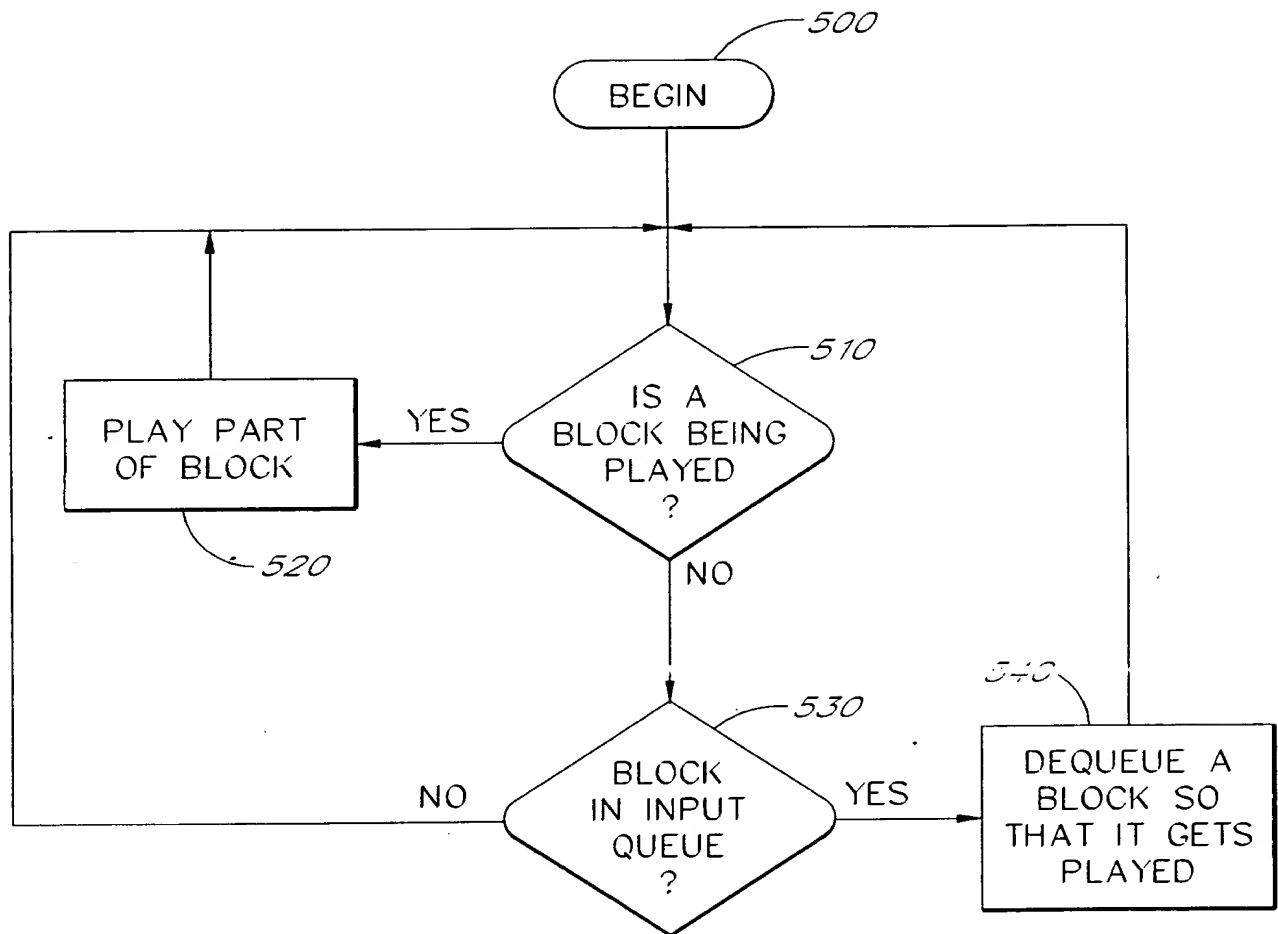 500
BEGIN
510
IS A
BLOCK BEING
PLAYED
?
YES
PLAY PART
OF BLOCK
520
NO
530
BLOCK
IN INPUT
QUEUE
?
NO
YES
540
DEQUEUE A
BLOCK SO
THAT IT GETS
PLAYED